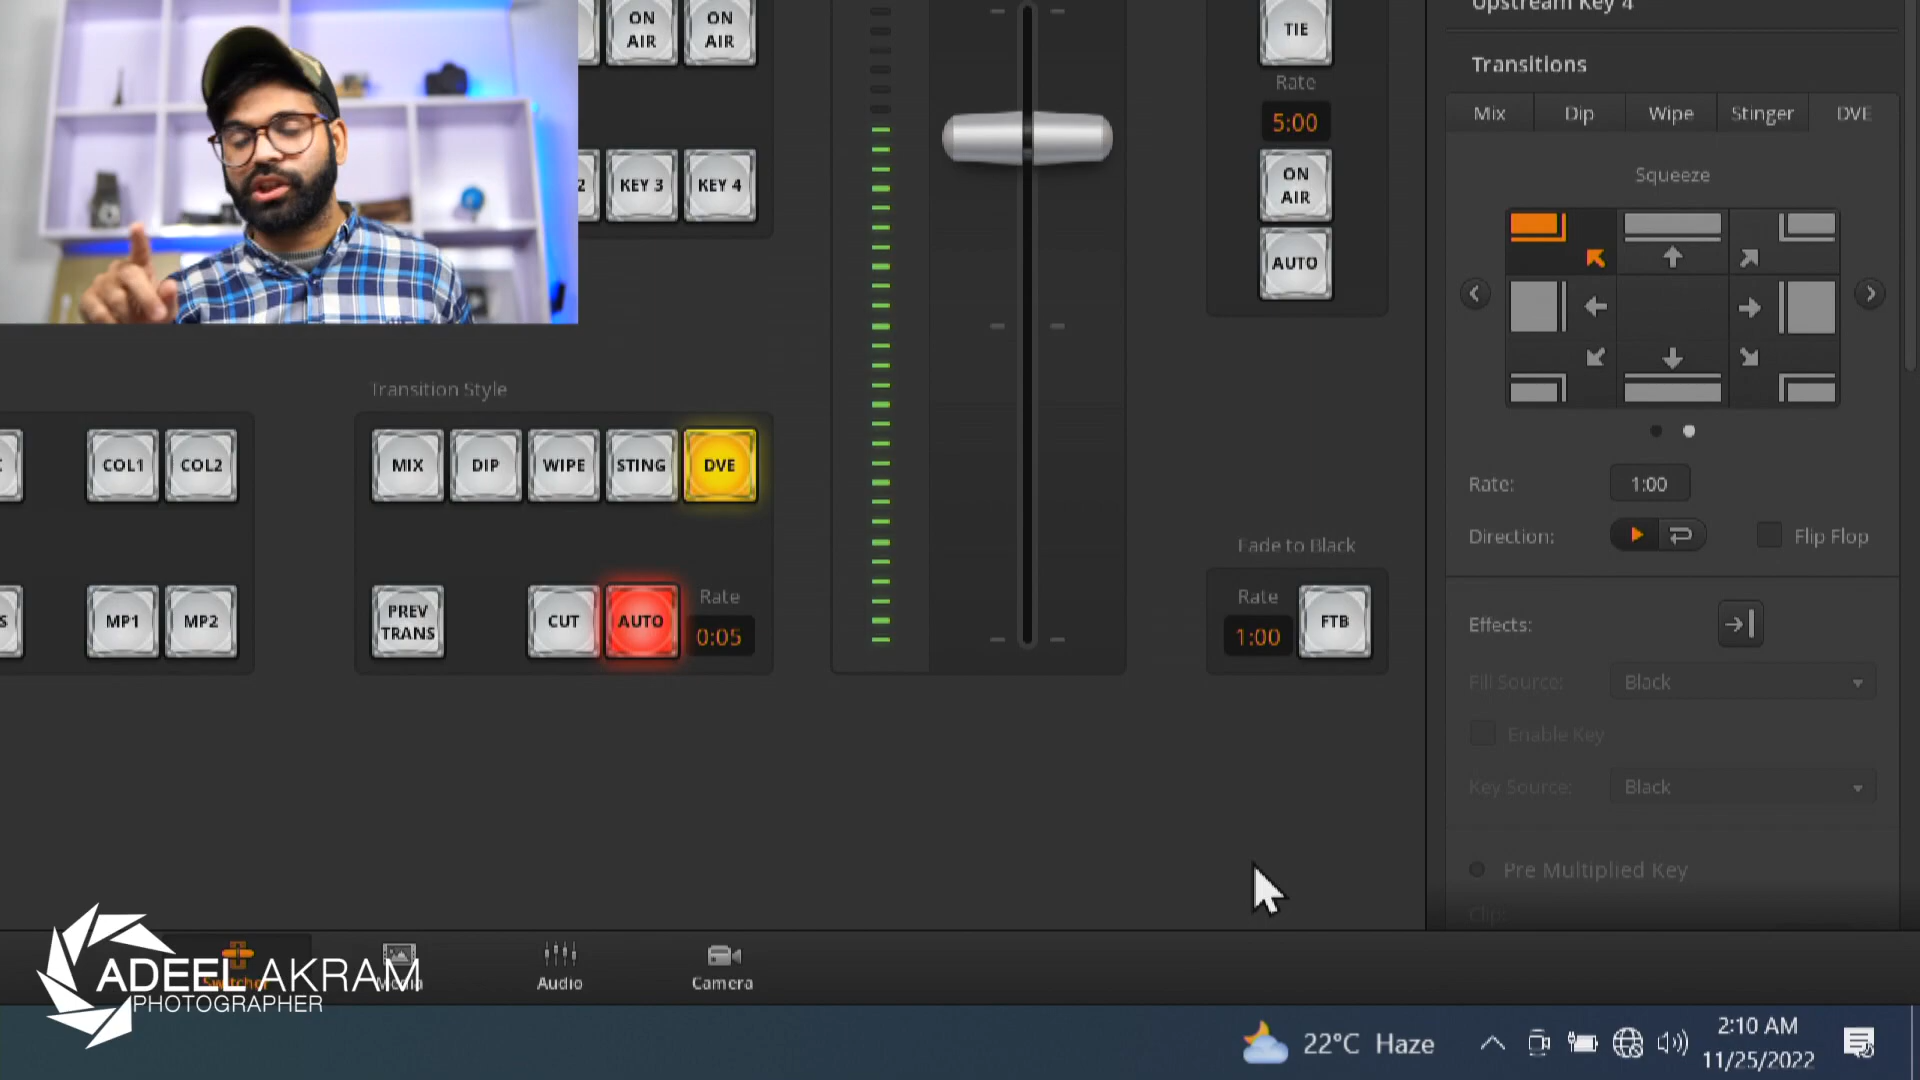 ON AIR
ON AIR
KEY 3
KEY 4
Transition Style
COL1
COL2
MIX
DIP
WIPE
STING
DVE
MP1
MP2
PREV TRANS
CUT
AUTO
Rate
0:05
TIE
Rate
5:00
ON AIR
AUTO
Fade to Black
Rate
1:00
FTB
Upstream Key 4
Transitions
Mix
Dip
Wipe
Stinger
DVE
Squeeze
Rate:
1:00
Direction:
Flip Flop
Effects:
Fill Source:
Black
Enable Key
Key Source:
Black
Pre Multiplied Key
Clip:
ADEEL AKRAM
PHOTOGRAPHER
Audio
Camera
22°C Haze
2:10 AM
11/25/2022